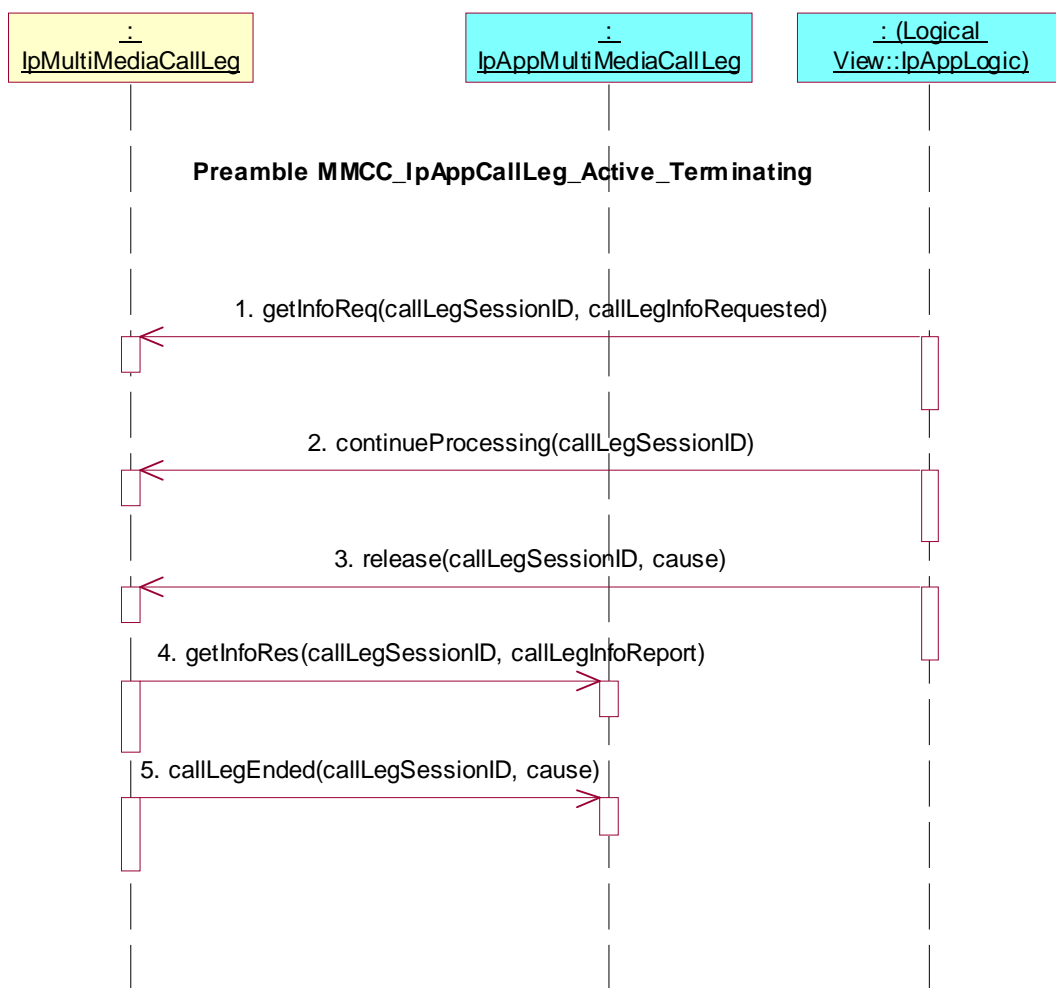 :
IpMultiMediaCallLeg
:
IpAppMultiMediaCallLeg
: (Logical
View::IpAppLogic)
Preamble MMCC_IpAppCallLeg_Active_Terminating
1. getInfoReq(callLegSessionID, callLegInfoRequested)
2. continueProcessing(callLegSessionID)
3. release(callLegSessionID, cause)
4. getInfoRes(callLegSessionID, callLegInfoReport)
5. callLegEnded(callLegSessionID, cause)